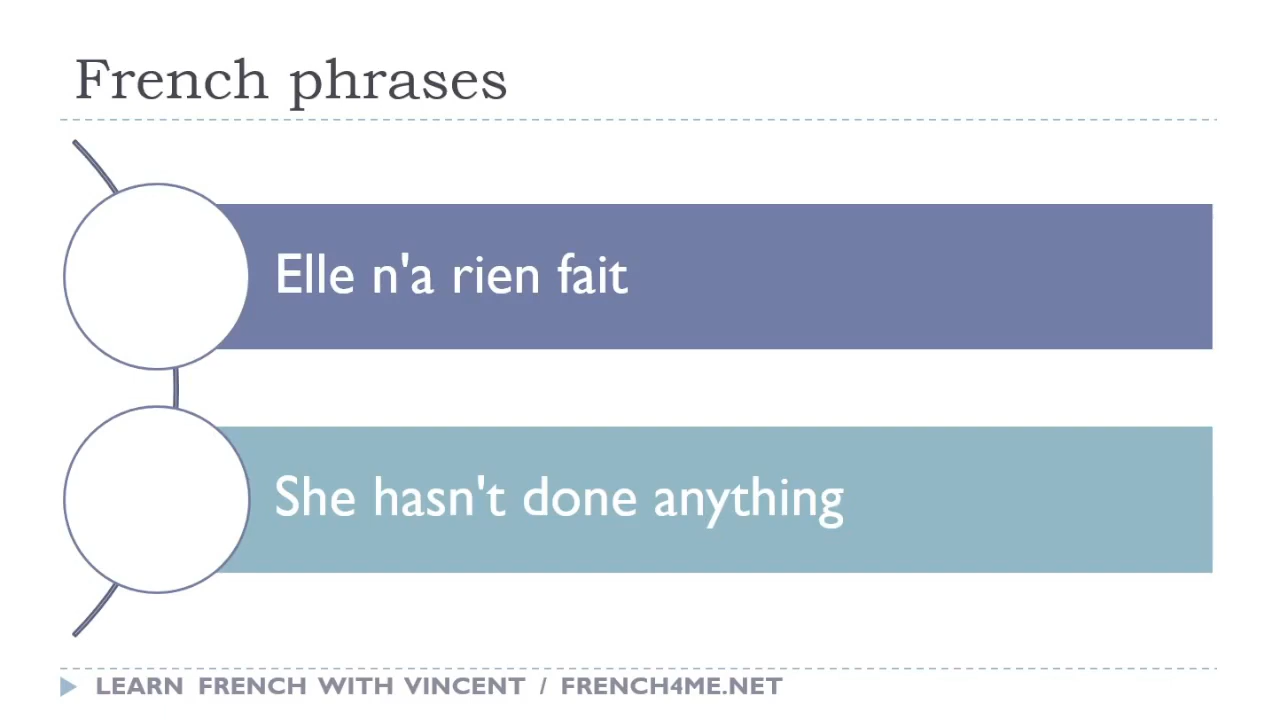 French phrases
Elle n'a rien fait
She hasn't done anything
LEARN FRENCH WITH VINCENT / FRENCH4ME.NET